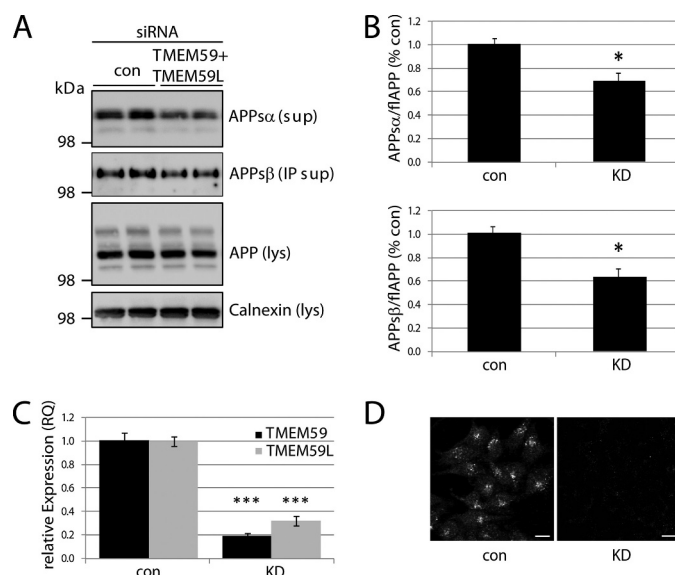 A
siRNA
con
TMEM59+
TMEM59L
kDa
APPsα (sup)
98
APPsβ (IP sup)
98
APP (lys)
98
98
Calnexin (lys)
B
APPsα/flAPP (% con)
1.2
1.0
0.8
0.6
0.4
0.2
0.0
*
con
KD
APPsβ/flAPP (% con)
1.2
1.0
0.8
0.6
0.4
0.2
0.0
*
con
KD
C
relative Expression (RQ)
1.2
1.0
0.8
0.6
0.4
0.2
0.0
TMEM59
TMEM59L
*** ***
con
KD
D
con
KD